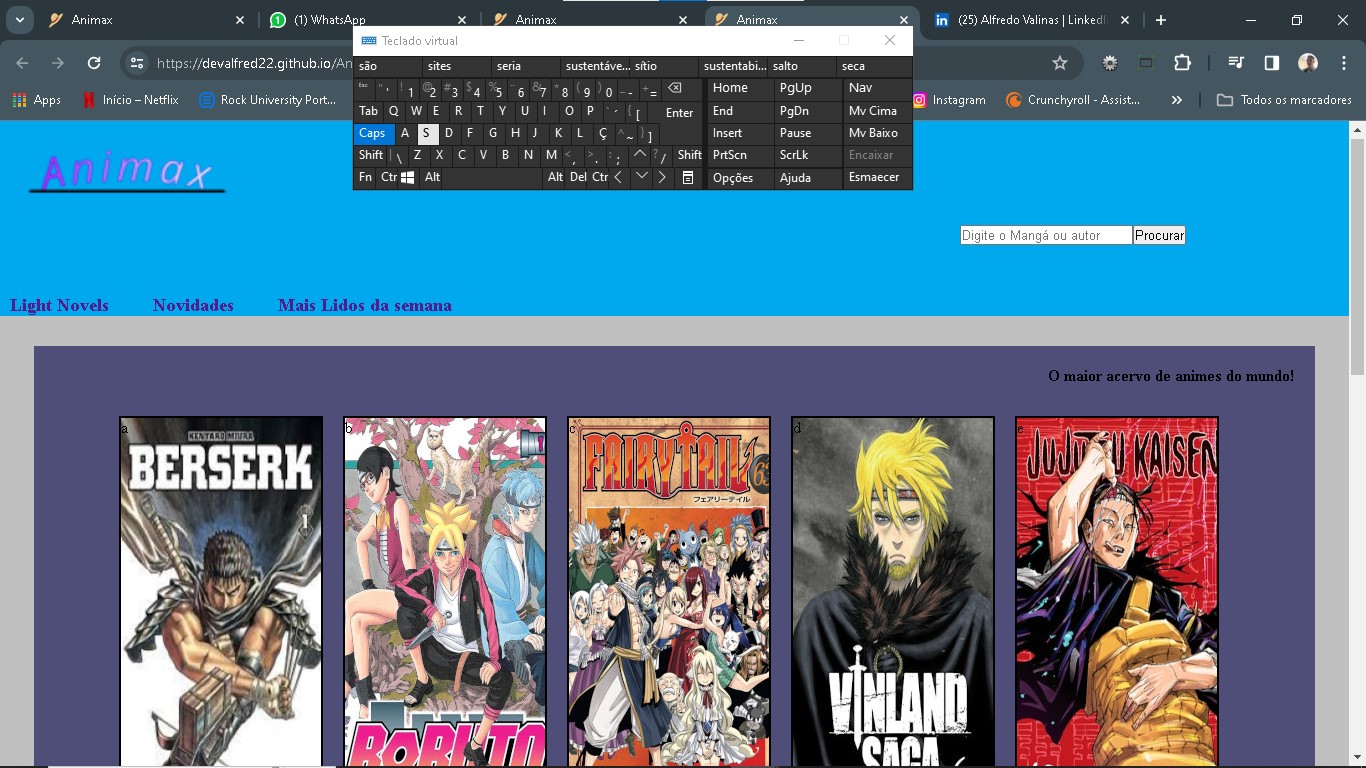 Animax
(1) WhatsApp
Animax
Animax
(25) Alfredo Valinas | LinkedI
Teclado virtual
https://devalfred22.github.io/An
são sites seria sustentáve... sítio sustentabi... salto seca
Esc " ' ! 1 @ 2 # 3 $ 4 % 5 ¨ 6 & 7 * 8 ( 9 ) 0 _ - + = Home PgUp Nav
Tab Q W E R T Y U I O P ` ´ { [ Enter End PgDn Mv Cima
Caps A S D F G H J K L Ç ^ ~ } ] Insert Pause Mv Baixo
Shift | \ Z X C V B N M < , > . : ; ? / Shift PrtScn ScrLk Encaixar
Fn Ctr Alt Alt Del Ctr Opções Ajuda Esmaecer
Apps
Início – Netflix
Rock University Port...
Instagram
Crunchyroll - Assist...
»
Todos os marcadores
Animax
Digite o Mangá ou autor Procurar
Light Novels Novidades Mais Lidos da semana
O maior acervo de animes do mundo!
a
KENTARO MIURA
BERSERK
1
b
BORUTO
c
FAIRY TAIL
63
フェアリーテイル
d
VINLAND
SAGA
e
JUJUTSU KAISEN